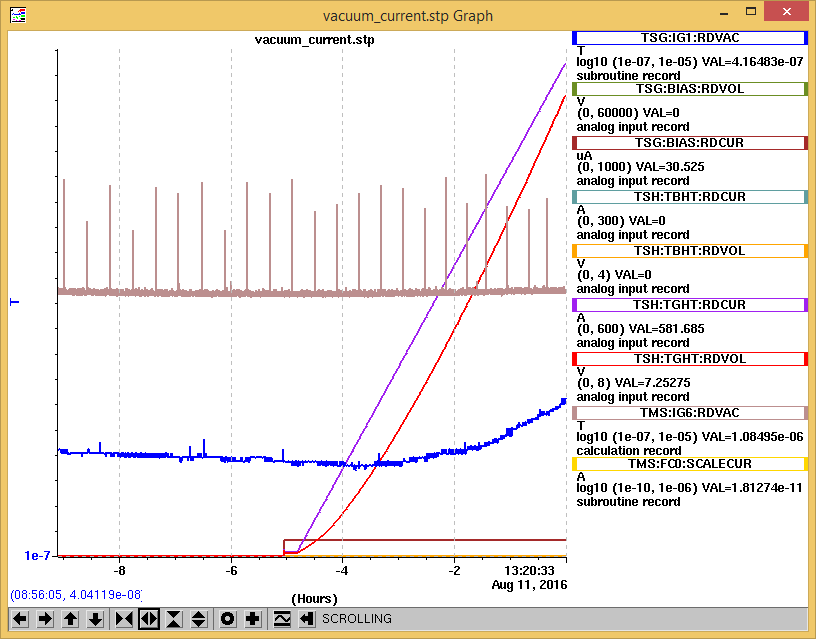 vacuum_current.stp Graph
vacuum_current.stp
TSG:IG1:RDVAC
T
log10 (1e-07, 1e-05) VAL=4.16483e-07
subroutine record
TSG:BIAS:RDVOL
V
(0, 60000) VAL=0
analog input record
TSG:BIAS:RDCUR
uA
(0, 1000) VAL=30.525
analog input record
TSH:TBHT:RDCUR
A
(0, 300) VAL=0
analog input record
TSH:TBHT:RDVOL
V
(0, 4) VAL=0
analog input record
TSH:TGHT:RDCUR
A
(0, 600) VAL=581.685
analog input record
TSH:TGHT:RDVOL
V
(0, 8) VAL=7.25275
analog input record
TMS:IG6:RDVAC
T
log10 (1e-07, 1e-05) VAL=1.08495e-06
calculation record
TMS:FC0:SCALECUR
A
log10 (1e-10, 1e-06) VAL=1.81274e-11
subroutine record
T
1e-7
-8 -6 -4 -2 13:20:33
Aug 11, 2016
(08:56:05, 4.04119e-08)
(Hours)
SCROLLING